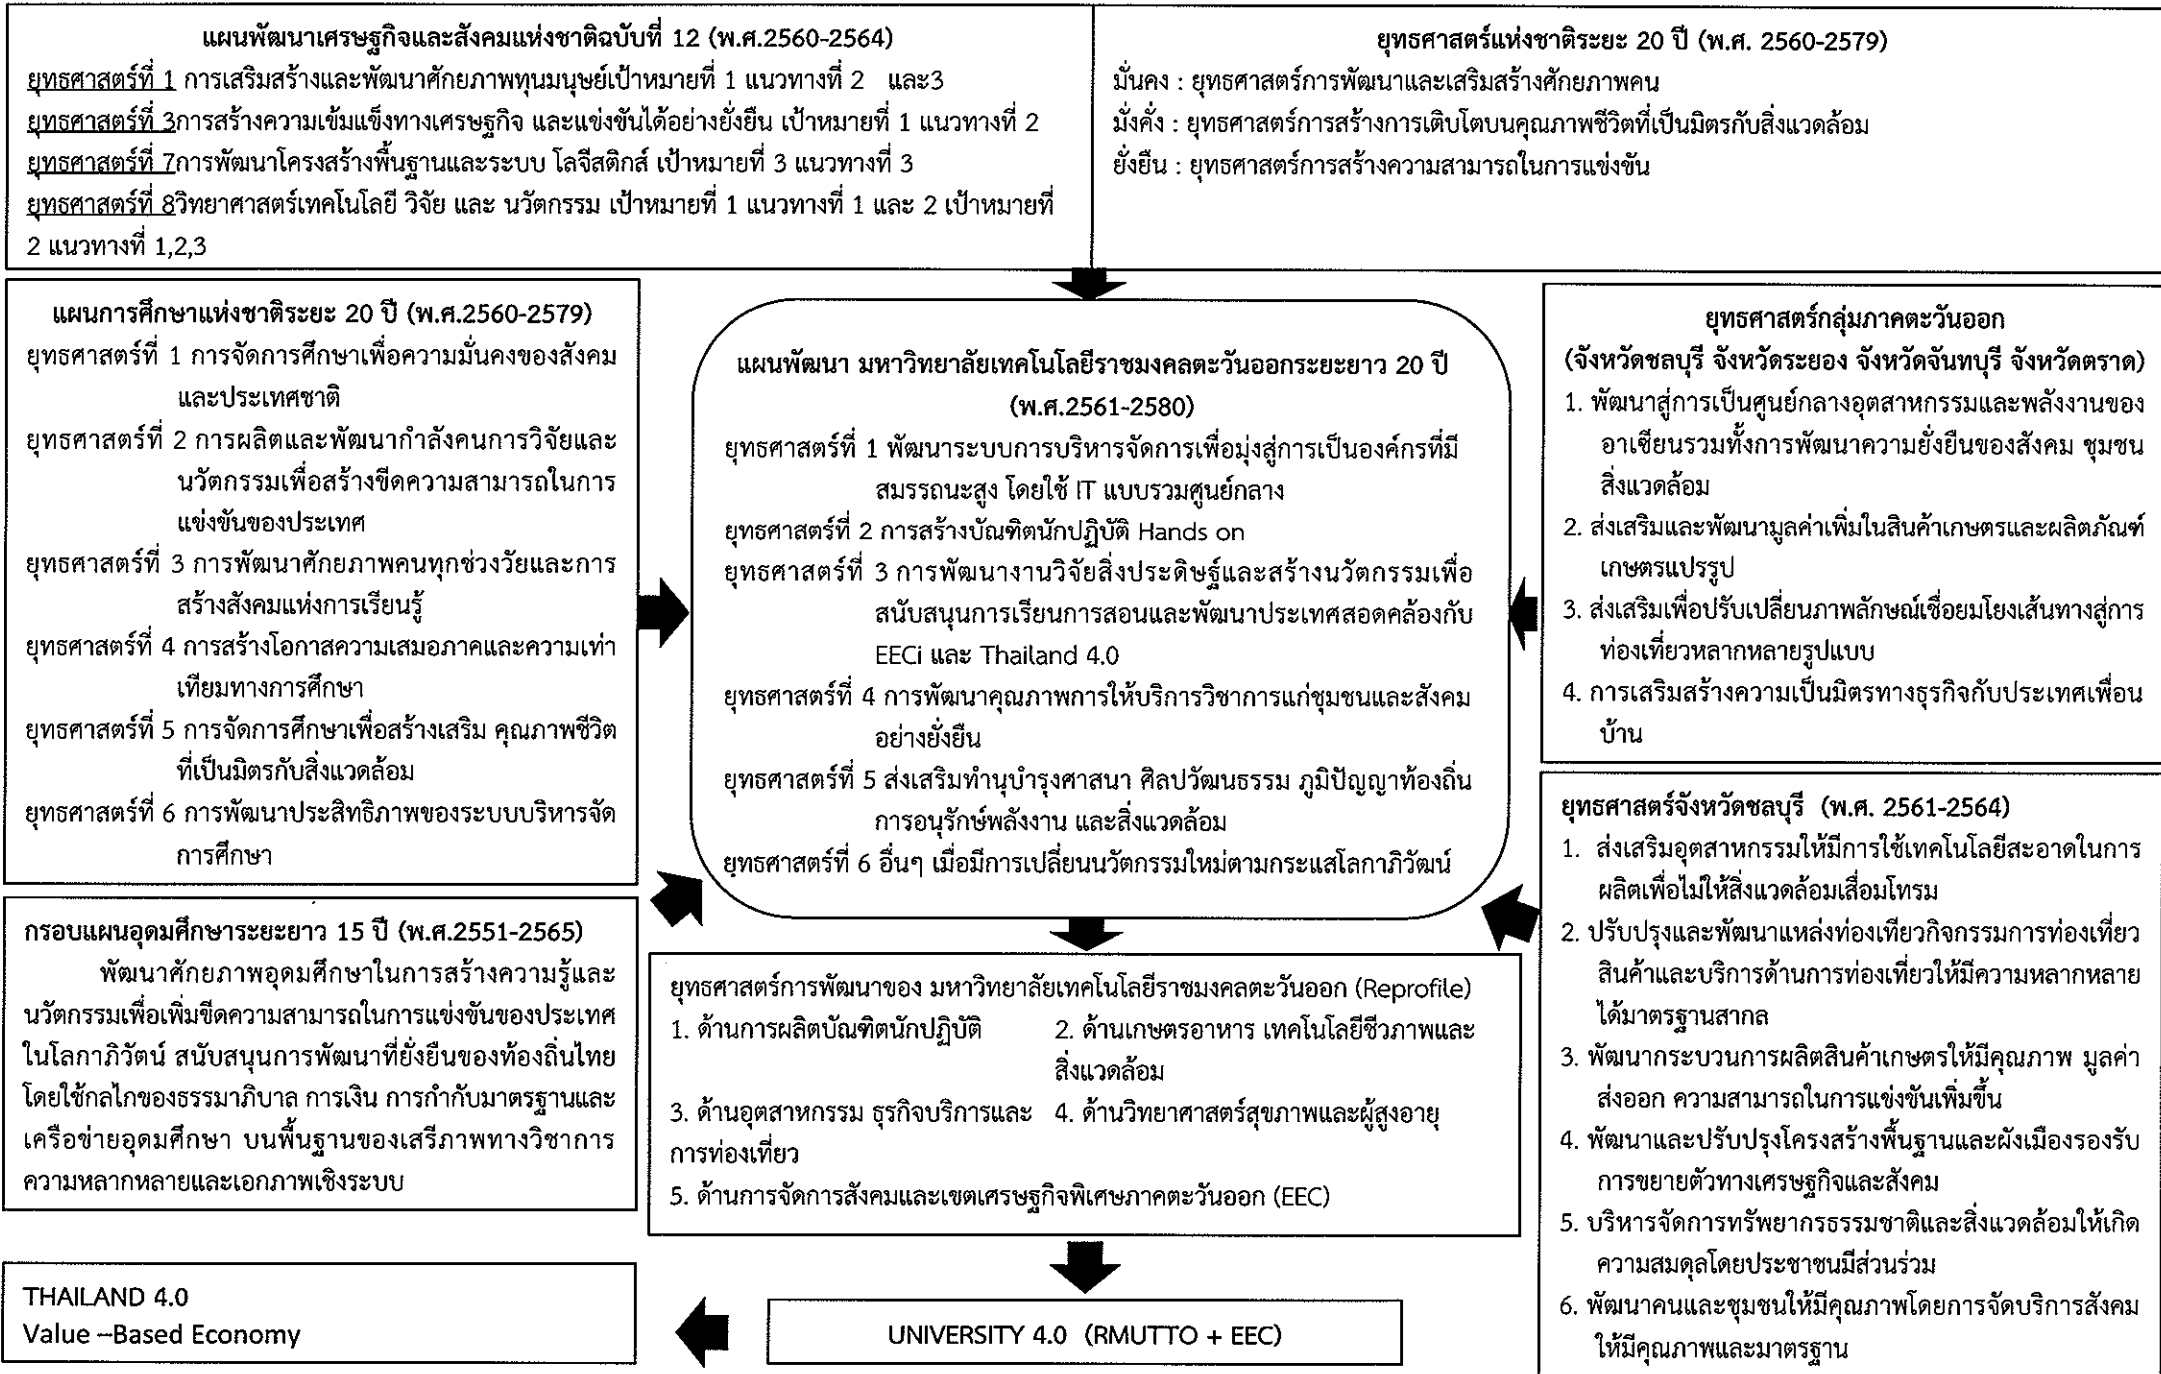 แผนพัฒนาเศรษฐกิจและสังคมแห่งชาติฉบับที่ 12 (พ.ศ.2560-2564)
ยุทธศาสตร์ที่ 1 การเสริมสร้างและพัฒนาศักยภาพทุนมนุษย์เป้าหมายที่ 1 แนวทางที่ 2 และ3
ยุทธศาสตร์ที่ 3การสร้างความเข้มแข็งทางเศรษฐกิจ และแข่งขันได้อย่างยั่งยืน เป้าหมายที่ 1 แนวทางที่ 2
ยุทธศาสตร์ที่ 7การพัฒนาโครงสร้างพื้นฐานและระบบ โลจีสติกส์ เป้าหมายที่ 3 แนวทางที่ 3
ยุทธศาสตร์ที่ 8วิทยาศาสตร์เทคโนโลยี วิจัย และ นวัตกรรม เป้าหมายที่ 1 แนวทางที่ 1 และ 2 เป้าหมายที่
2 แนวทางที่ 1,2,3
ยุทธศาสตร์แห่งชาติระยะ 20 ปี (พ.ศ. 2560-2579)
มั่นคง : ยุทธศาสตร์การพัฒนาและเสริมสร้างศักยภาพคน
มั่งคั่ง : ยุทธศาสตร์การสร้างการเติบโตบนคุณภาพชีวิตที่เป็นมิตรกับสิ่งแวดล้อม
ยั่งยืน : ยุทธศาสตร์การสร้างความสามารถในการแข่งขัน
แผนการศึกษาแห่งชาติระยะ 20 ปี (พ.ศ.2560-2579)
ยุทธศาสตร์ที่ 1 การจัดการศึกษาเพื่อความมั่นคงของสังคม
และประเทศชาติ
ยุทธศาสตร์ที่ 2 การผลิตและพัฒนากำลังคนการวิจัยและ
นวัตกรรมเพื่อสร้างขีดความสามารถในการ
แข่งขันของประเทศ
ยุทธศาสตร์ที่ 3 การพัฒนาศักยภาพคนทุกช่วงวัยและการ
สร้างสังคมแห่งการเรียนรู้
ยุทธศาสตร์ที่ 4 การสร้างโอกาสความเสมอภาคและความเท่า
เทียมทางการศึกษา
ยุทธศาสตร์ที่ 5 การจัดการศึกษาเพื่อสร้างเสริม คุณภาพชีวิต
ที่เป็นมิตรกับสิ่งแวดล้อม
ยุทธศาสตร์ที่ 6 การพัฒนาประสิทธิภาพของระบบบริหารจัด
การศึกษา
กรอบแผนอุดมศึกษาระยะยาว 15 ปี (พ.ศ.2551-2565)
พัฒนาศักยภาพอุดมศึกษาในการสร้างความรู้และ
นวัตกรรมเพื่อเพิ่มขีดความสามารถในการแข่งขันของประเทศ
ในโลกาภิวัตน์ สนับสนุนการพัฒนาที่ยั่งยืนของท้องถิ่นไทย
โดยใช้กลไกของธรรมาภิบาล การเงิน การกำกับมาตรฐานและ
เครือข่ายอุดมศึกษา บนพื้นฐานของเสรีภาพทางวิชาการ
ความหลากหลายและเอกภาพเชิงระบบ
แผนพัฒนา มหาวิทยาลัยเทคโนโลยีราชมงคลตะวันออกระยะยาว 20 ปี
(พ.ศ.2561-2580)
ยุทธศาสตร์ที่ 1 พัฒนาระบบการบริหารจัดการเพื่อมุ่งสู่การเป็นองค์กรที่มี
สมรรถนะสูง โดยใช้ IT แบบรวมศูนย์กลาง
ยุทธศาสตร์ที่ 2 การสร้างบัณฑิตนักปฏิบัติ Hands on
ยุทธศาสตร์ที่ 3 การพัฒนางานวิจัยสิ่งประดิษฐ์และสร้างนวัตกรรมเพื่อ
สนับสนุนการเรียนการสอนและพัฒนาประเทศสอดคล้องกับ
EECi และ Thailand 4.0
ยุทธศาสตร์ที่ 4 การพัฒนาคุณภาพการให้บริการวิชาการแก่ชุมชนและสังคม
อย่างยั่งยืน
ยุทธศาสตร์ที่ 5 ส่งเสริมทำนุบำรุงศาสนา ศิลปวัฒนธรรม ภูมิปัญญาท้องถิ่น
การอนุรักษ์พลังงาน และสิ่งแวดล้อม
ยุทธศาสตร์ที่ 6 อื่นๆ เมื่อมีการเปลี่ยนนวัตกรรมใหม่ตามกระแสโลกาภิวัฒน์
ยุทธศาสตร์การพัฒนาของ มหาวิทยาลัยเทคโนโลยีราชมงคลตะวันออก (Reprofile)
1. ด้านการผลิตบัณฑิตนักปฏิบัติ
2. ด้านเกษตรอาหาร เทคโนโลยีชีวภาพและ
สิ่งแวดล้อม
3. ด้านอุตสาหกรรม ธุรกิจบริการและ
การท่องเที่ยว
4. ด้านวิทยาศาสตร์สุขภาพและผู้สูงอายุ
5. ด้านการจัดการสังคมและเขตเศรษฐกิจพิเศษภาคตะวันออก (EEC)
ยุทธศาสตร์กลุ่มภาคตะวันออก
(จังหวัดชลบุรี จังหวัดระยอง จังหวัดจันทบุรี จังหวัดตราด)
1. พัฒนาสู่การเป็นศูนย์กลางอุตสาหกรรมและพลังงานของ
อาเซียนรวมทั้งการพัฒนาความยั่งยืนของสังคม ชุมชน
สิ่งแวดล้อม
2. ส่งเสริมและพัฒนามูลค่าเพิ่มในสินค้าเกษตรและผลิตภัณฑ์
เกษตรแปรรูป
3. ส่งเสริมเพื่อปรับเปลี่ยนภาพลักษณ์เชื่อมโยงเส้นทางสู่การ
ท่องเที่ยวหลากหลายรูปแบบ
4. การเสริมสร้างความเป็นมิตรทางธุรกิจกับประเทศเพื่อน
บ้าน
ยุทธศาสตร์จังหวัดชลบุรี (พ.ศ. 2561-2564)
1. ส่งเสริมอุตสาหกรรมให้มีการใช้เทคโนโลยีสะอาดในการ
ผลิตเพื่อไม่ให้สิ่งแวดล้อมเสื่อมโทรม
2. ปรับปรุงและพัฒนาแหล่งท่องเทียวกิจกรรมการท่องเที่ยว
สินค้าและบริการด้านการท่องเที่ยวให้มีความหลากหลาย
ได้มาตรฐานสากล
3. พัฒนากระบวนการผลิตสินค้าเกษตรให้มีคุณภาพ มูลค่า
ส่งออก ความสามารถในการแข่งขันเพิ่มขึ้น
4. พัฒนาและปรับปรุงโครงสร้างพื้นฐานและผังเมืองรองรับ
การขยายตัวทางเศรษฐกิจและสังคม
5. บริหารจัดการทรัพยากรธรรมชาติและสิ่งแวดล้อมให้เกิด
ความสมดุลโดยประชาชนมีส่วนร่วม
6. พัฒนาคนและชุมชนให้มีคุณภาพโดยการจัดบริการสังคม
ให้มีคุณภาพและมาตรฐาน
THAILAND 4.0
Value –Based Economy
UNIVERSITY 4.0 (RMUTTO + EEC)